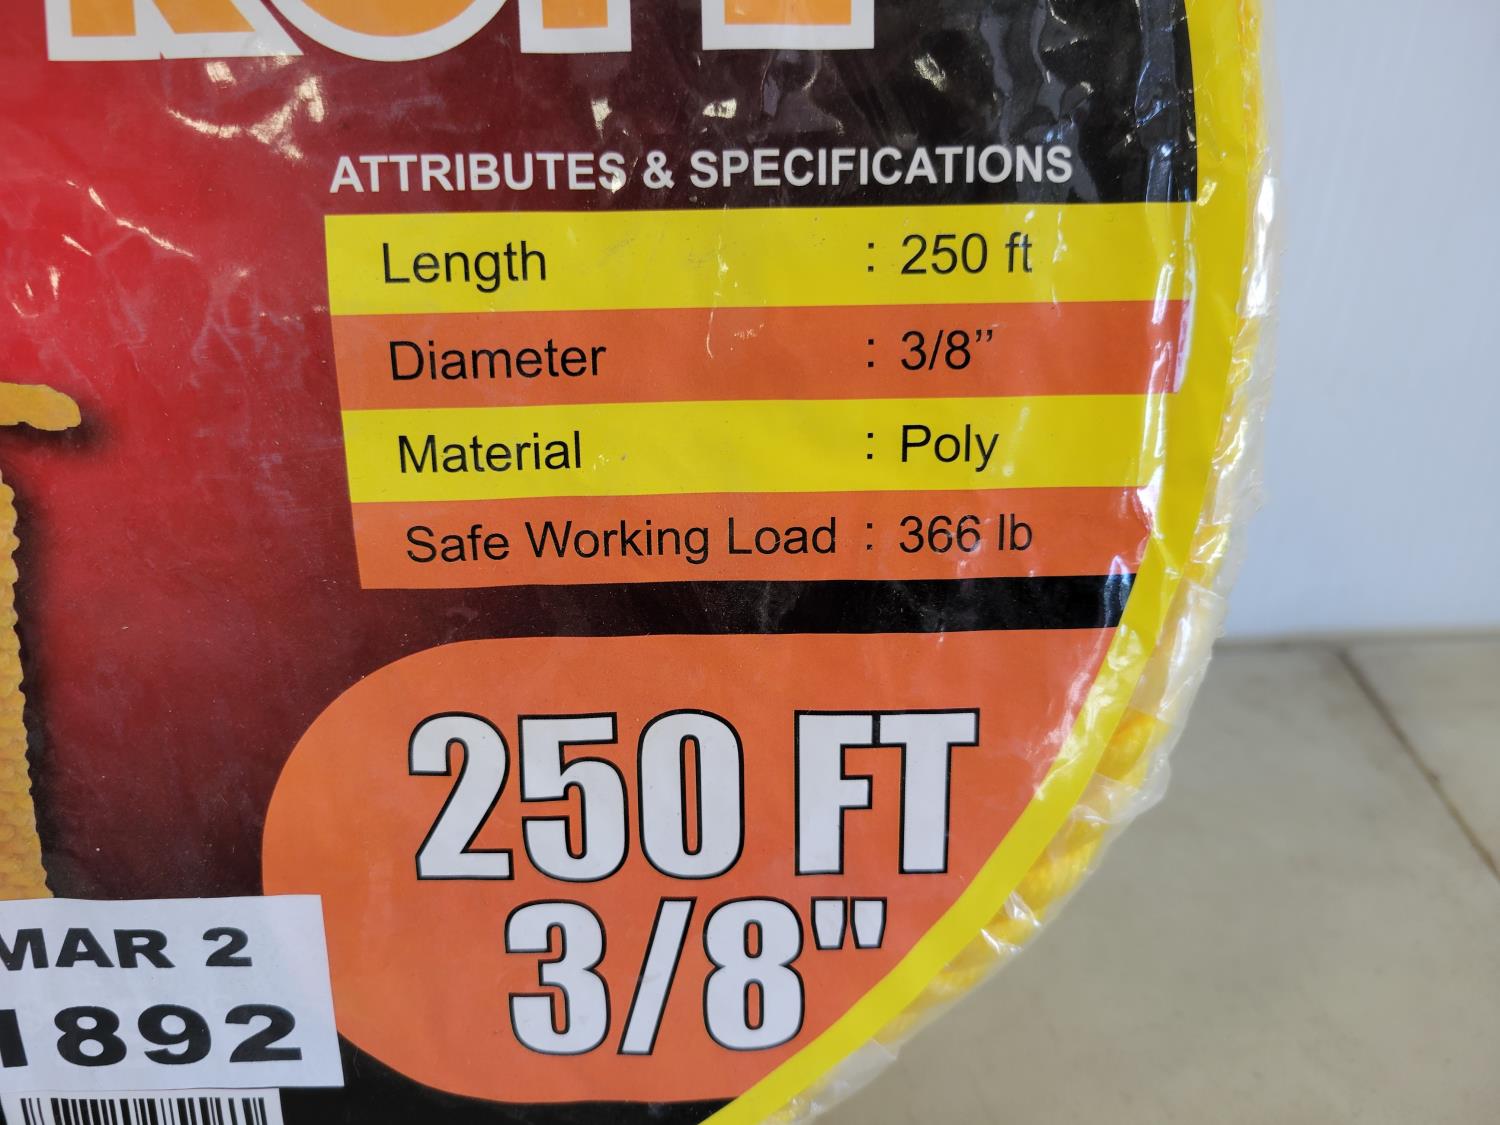 ATTRIBUTES & SPECIFICATIONS
Length : 250 ft
Diameter : 3/8”
Material : Poly
Safe Working Load : 366 lb
250 FT
3/8"
MAR 2
1892